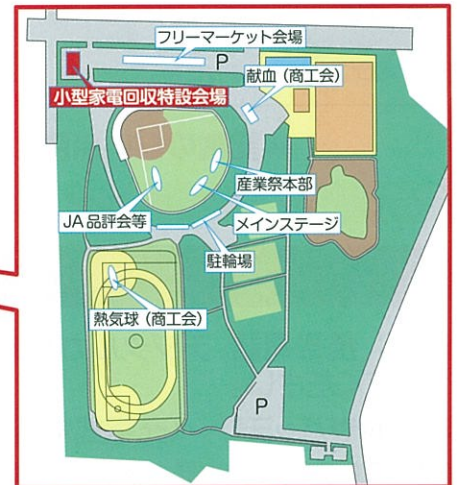 フリーマーケット会場
P
献血（商工会）
小型家電回収特設会場
産業祭本部
JA品評会等
メインステージ
駐輪場
熱気球（商工会）
P